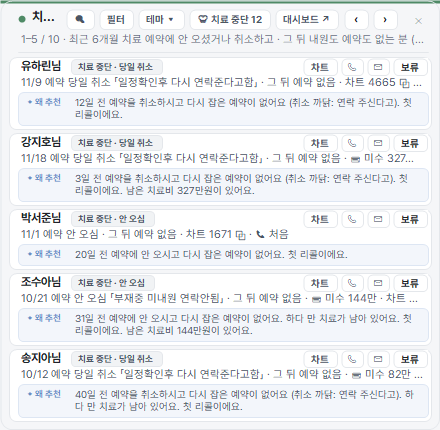 치...
필터
테마
치료 중단 12
대시보드 ↗
‹
›
×
1–5 / 10 · 최근 6개월 치료 예약에 안 오셨거나 취소하고 · 그 뒤 내원도 예약도 없는 분 (...
유하린님 치료 중단 · 당일 취소 차트 보류
11/9 예약 당일 취소 「일정확인후 다시 연락준다고함」 · 그 뒤 예약 없음 · 차트 4665 ...
왜 추천 12일 전 예약을 취소하시고 다시 잡은 예약이 없어요 (취소 까닭: 연락 주신다고). 첫
리콜이에요.
강지호님 치료 중단 · 당일 취소 차트 보류
11/18 예약 당일 취소 「일정확인후 다시 연락준다고함」 · 그 뒤 예약 없음 · 미수 327...
왜 추천 3일 전 예약을 취소하시고 다시 잡은 예약이 없어요 (취소 까닭: 연락 주신다고). 첫
리콜이에요. 남은 치료비 327만원이 있어요.
박서준님 치료 중단 · 안 오심 차트 보류
11/1 예약 안 오심 · 그 뒤 예약 없음 · 차트 1671 · 처음
왜 추천 20일 전 예약에 안 오시고 다시 잡은 예약이 없어요. 첫 리콜이에요.
조수아님 치료 중단 · 안 오심 차트 보류
10/21 예약 안 오심 「부재중 미내원 연락안됨」 · 그 뒤 예약 없음 · 미수 144만 · 차트 ...
왜 추천 31일 전 예약에 안 오시고 다시 잡은 예약이 없어요. 하다 만 치료가 남아 있어요. 첫
리콜이에요. 남은 치료비 144만원이 있어요.
송지아님 치료 중단 · 당일 취소 차트 보류
10/12 예약 당일 취소 「일정확인후 다시 연락준다고함」 · 그 뒤 예약 없음 · 미수 82만 ...
왜 추천 40일 전 예약을 취소하시고 다시 잡은 예약이 없어요 (취소 까닭: 연락 주신다고). 하
다 만 치료가 남아 있어요. 첫 리콜이에요.